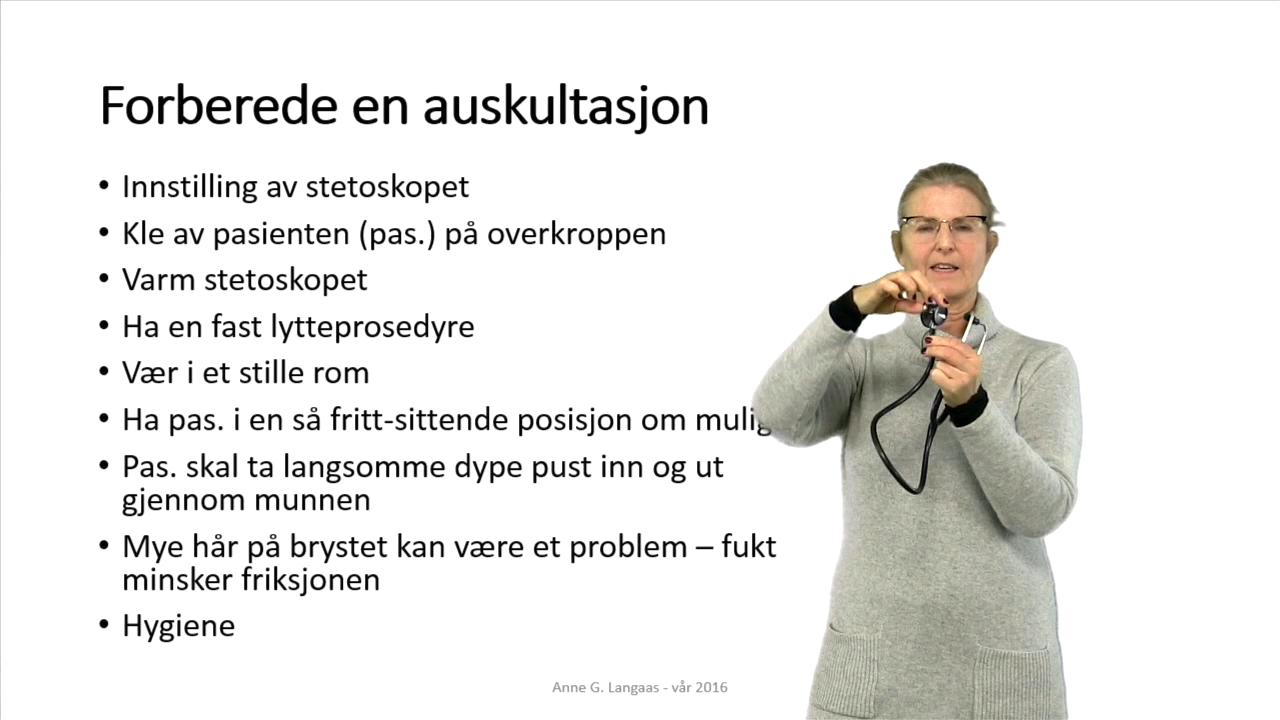 Forberede en auskultasjon
• Innstilling av stetoskopet
• Kle av pasienten (pas.) på overkroppen
• Varm stetoskopet
• Ha en fast lytteprosedyre
• Vær i et stille rom
• Ha pas. i en så fritt-sittende posisjon om mulig
• Pas. skal ta langsomme dype pust inn og ut
gjennom munnen
• Mye hår på brystet kan være et problem – fukt
minsker friksjonen
• Hygiene
Anne G. Langaas - vår 2016